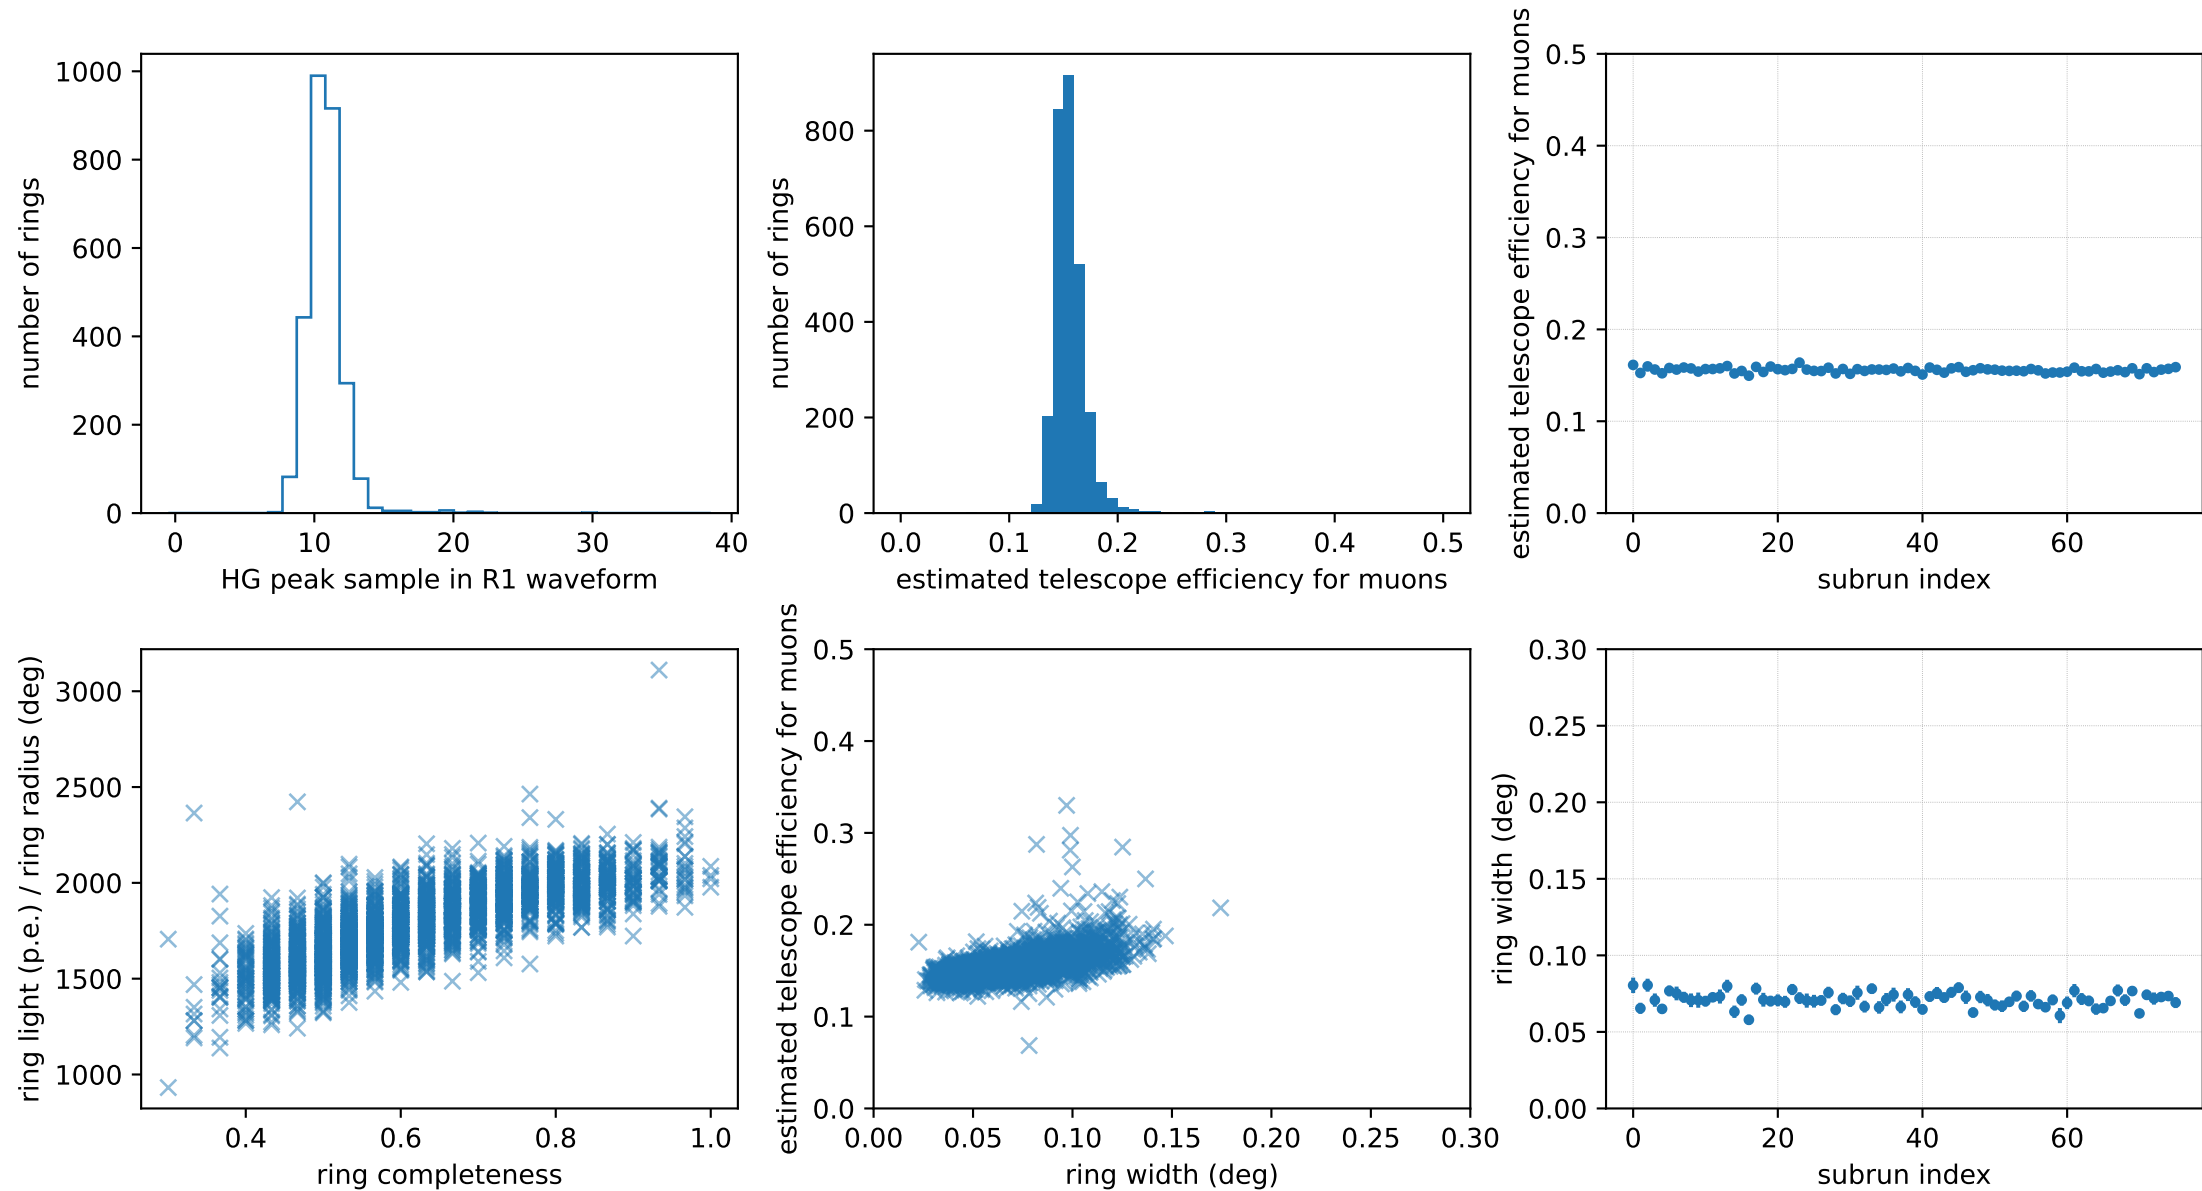 number of rings
1000
800
600
400
200
0
0 10 20 30 40
HG peak sample in R1 waveform
number of rings
800
600
400
200
0
0.0 0.1 0.2 0.3 0.4 0.5
estimated telescope efficiency for muons
estimated telescope efficiency for muons
0.5
0.4
0.3
0.2
0.1
0.0
0 20 40 60
subrun index
ring light (p.e.) / ring radius (deg)
3000
2500
2000
1500
1000
0.4 0.6 0.8 1.0
ring completeness
estimated telescope efficiency for muons
0.5
0.4
0.3
0.2
0.1
0.0
0.00 0.05 0.10 0.15 0.20 0.25 0.30
ring width (deg)
ring width (deg)
0.30
0.25
0.20
0.15
0.10
0.05
0.00
0 20 40 60
subrun index